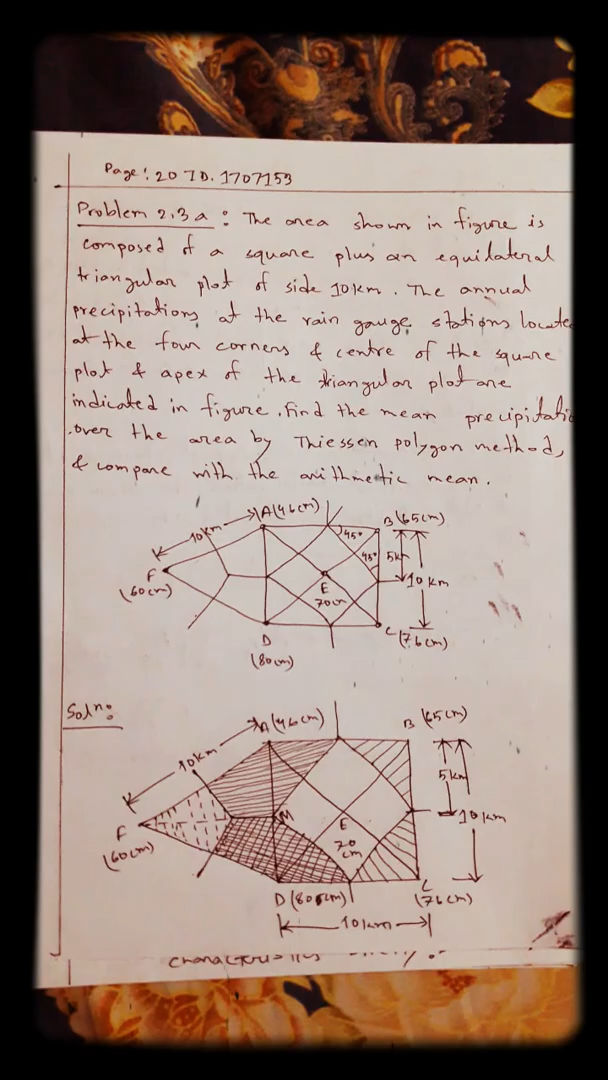 Page: 20 ID. 1707153
Problem 2.3a: The area shown in figure is
composed of a square plus an equilateral
triangular plot of side 10km. The annual
precipitations at the rain gauge stations locate
at the four corners & centre of the square
plot & apex of the triangular plot are
indicated in figure. Find the mean precipitatio
over the area by Thiessen polygon method,
& compare with the arithmetic mean.
A(46cm)
B(65cm)
10km
45°
45°
5km
10km
F
(60cm)
E
70cm
D
(80cm)
C(76cm)
Soln:
A(46cm)
B (65cm)
10km
5km
M
10km
F
(60cm)
E
70
cm
D(80cm)
C
(76cm)
10km